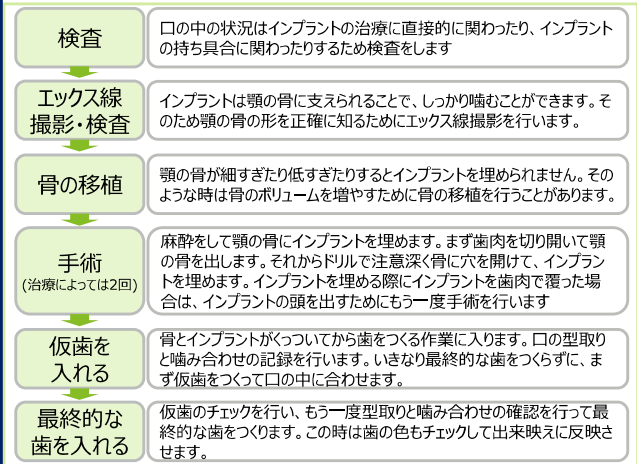 検査
口の中の状況はインプラントの治療に直接的に関わったり、インプラント
の持ち具合に関わったりするため検査をします
エックス線
撮影・検査
インプラントは顎の骨に支えられることで、しっかり噛むことができます。そ
のため顎の骨の形を正確に知るためにエックス線撮影を行います。
骨の移植
顎の骨が細すぎたり低すぎたりするとインプラントを埋められません。その
ような時は骨のボリュームを増やすために骨の移植を行うことがあります。
手術
(治療によっては2回)
麻酔をして顎の骨にインプラントを埋めます。まず歯肉を切り開いて顎
の骨を出します。それからドリルで注意深く骨に穴を開けて、インプラン
トを埋めます。インプラントを埋める際にインプラントを歯肉で覆った場
合は、インプラントの頭を出すためにもう一度手術を行います
仮歯を
入れる
骨とインプラントがくっついてから歯をつくる作業に入ります。口の型取り
と噛み合わせの記録を行います。いきなり最終的な歯をつくらずに、ま
ず仮歯をつくって口の中に合わせます。
最終的な
歯を入れる
仮歯のチェックを行い、もう一度型取りと噛み合わせの確認を行って最
終的な歯をつくります。この時は歯の色もチェックして出来映えに反映さ
せます。